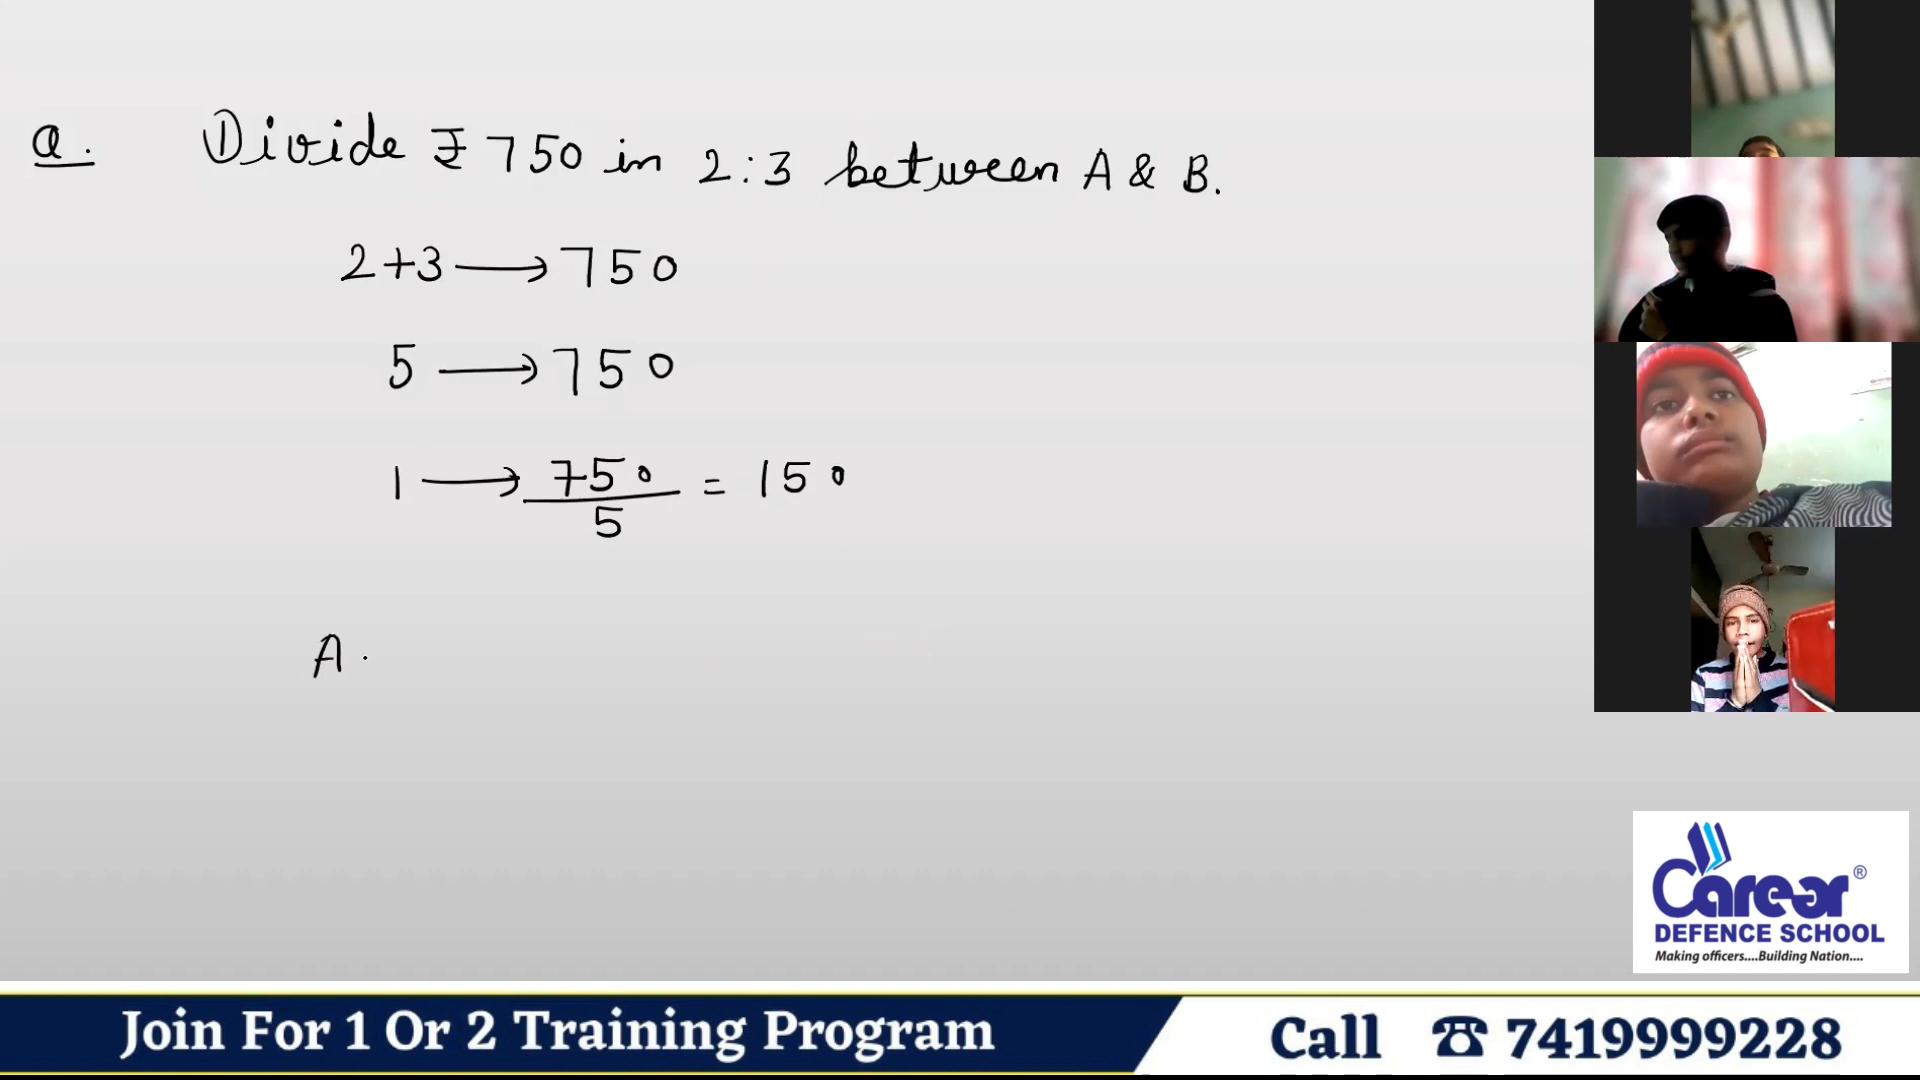 Q. Divide ₹ 750 in 2:3 between A & B.
2+3 → 750
5 → 750
1 → 750/5 = 150
A.
Career®
DEFENCE SCHOOL
Making officers....Building Nation....
Join For 1 Or 2 Training Program
Call ☎ 7419999228